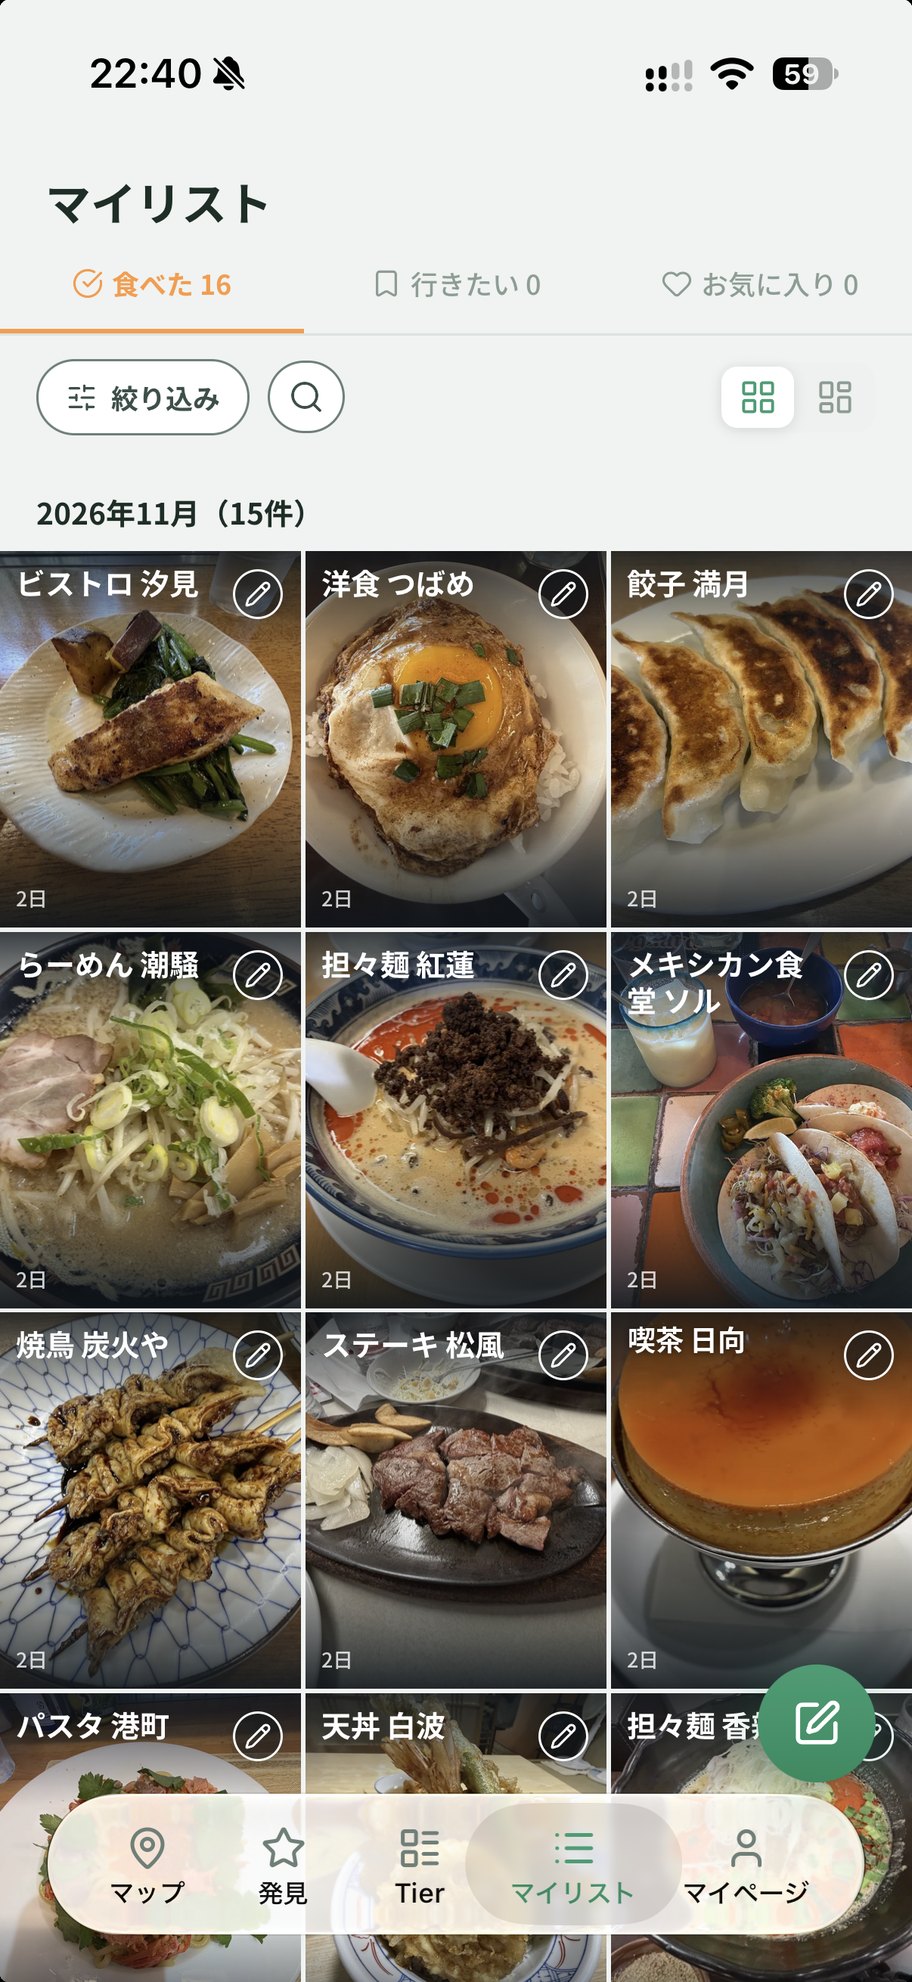 22:40
59
マイリスト
食べた 16
行きたい 0
お気に入り 0
絞り込み
2026年11月（15件）
ビストロ 汐見
2日
洋食 つばめ
2日
餃子 満月
2日
らーめん 潮騒
2日
担々麺 紅蓮
2日
メキシカン食
堂 ソル
2日
焼鳥 炭火や
2日
ステーキ 松風
2日
喫茶 日向
2日
パスタ 港町
天丼 白波
担々麺
マップ
発見
Tier
マイリスト
マイページ